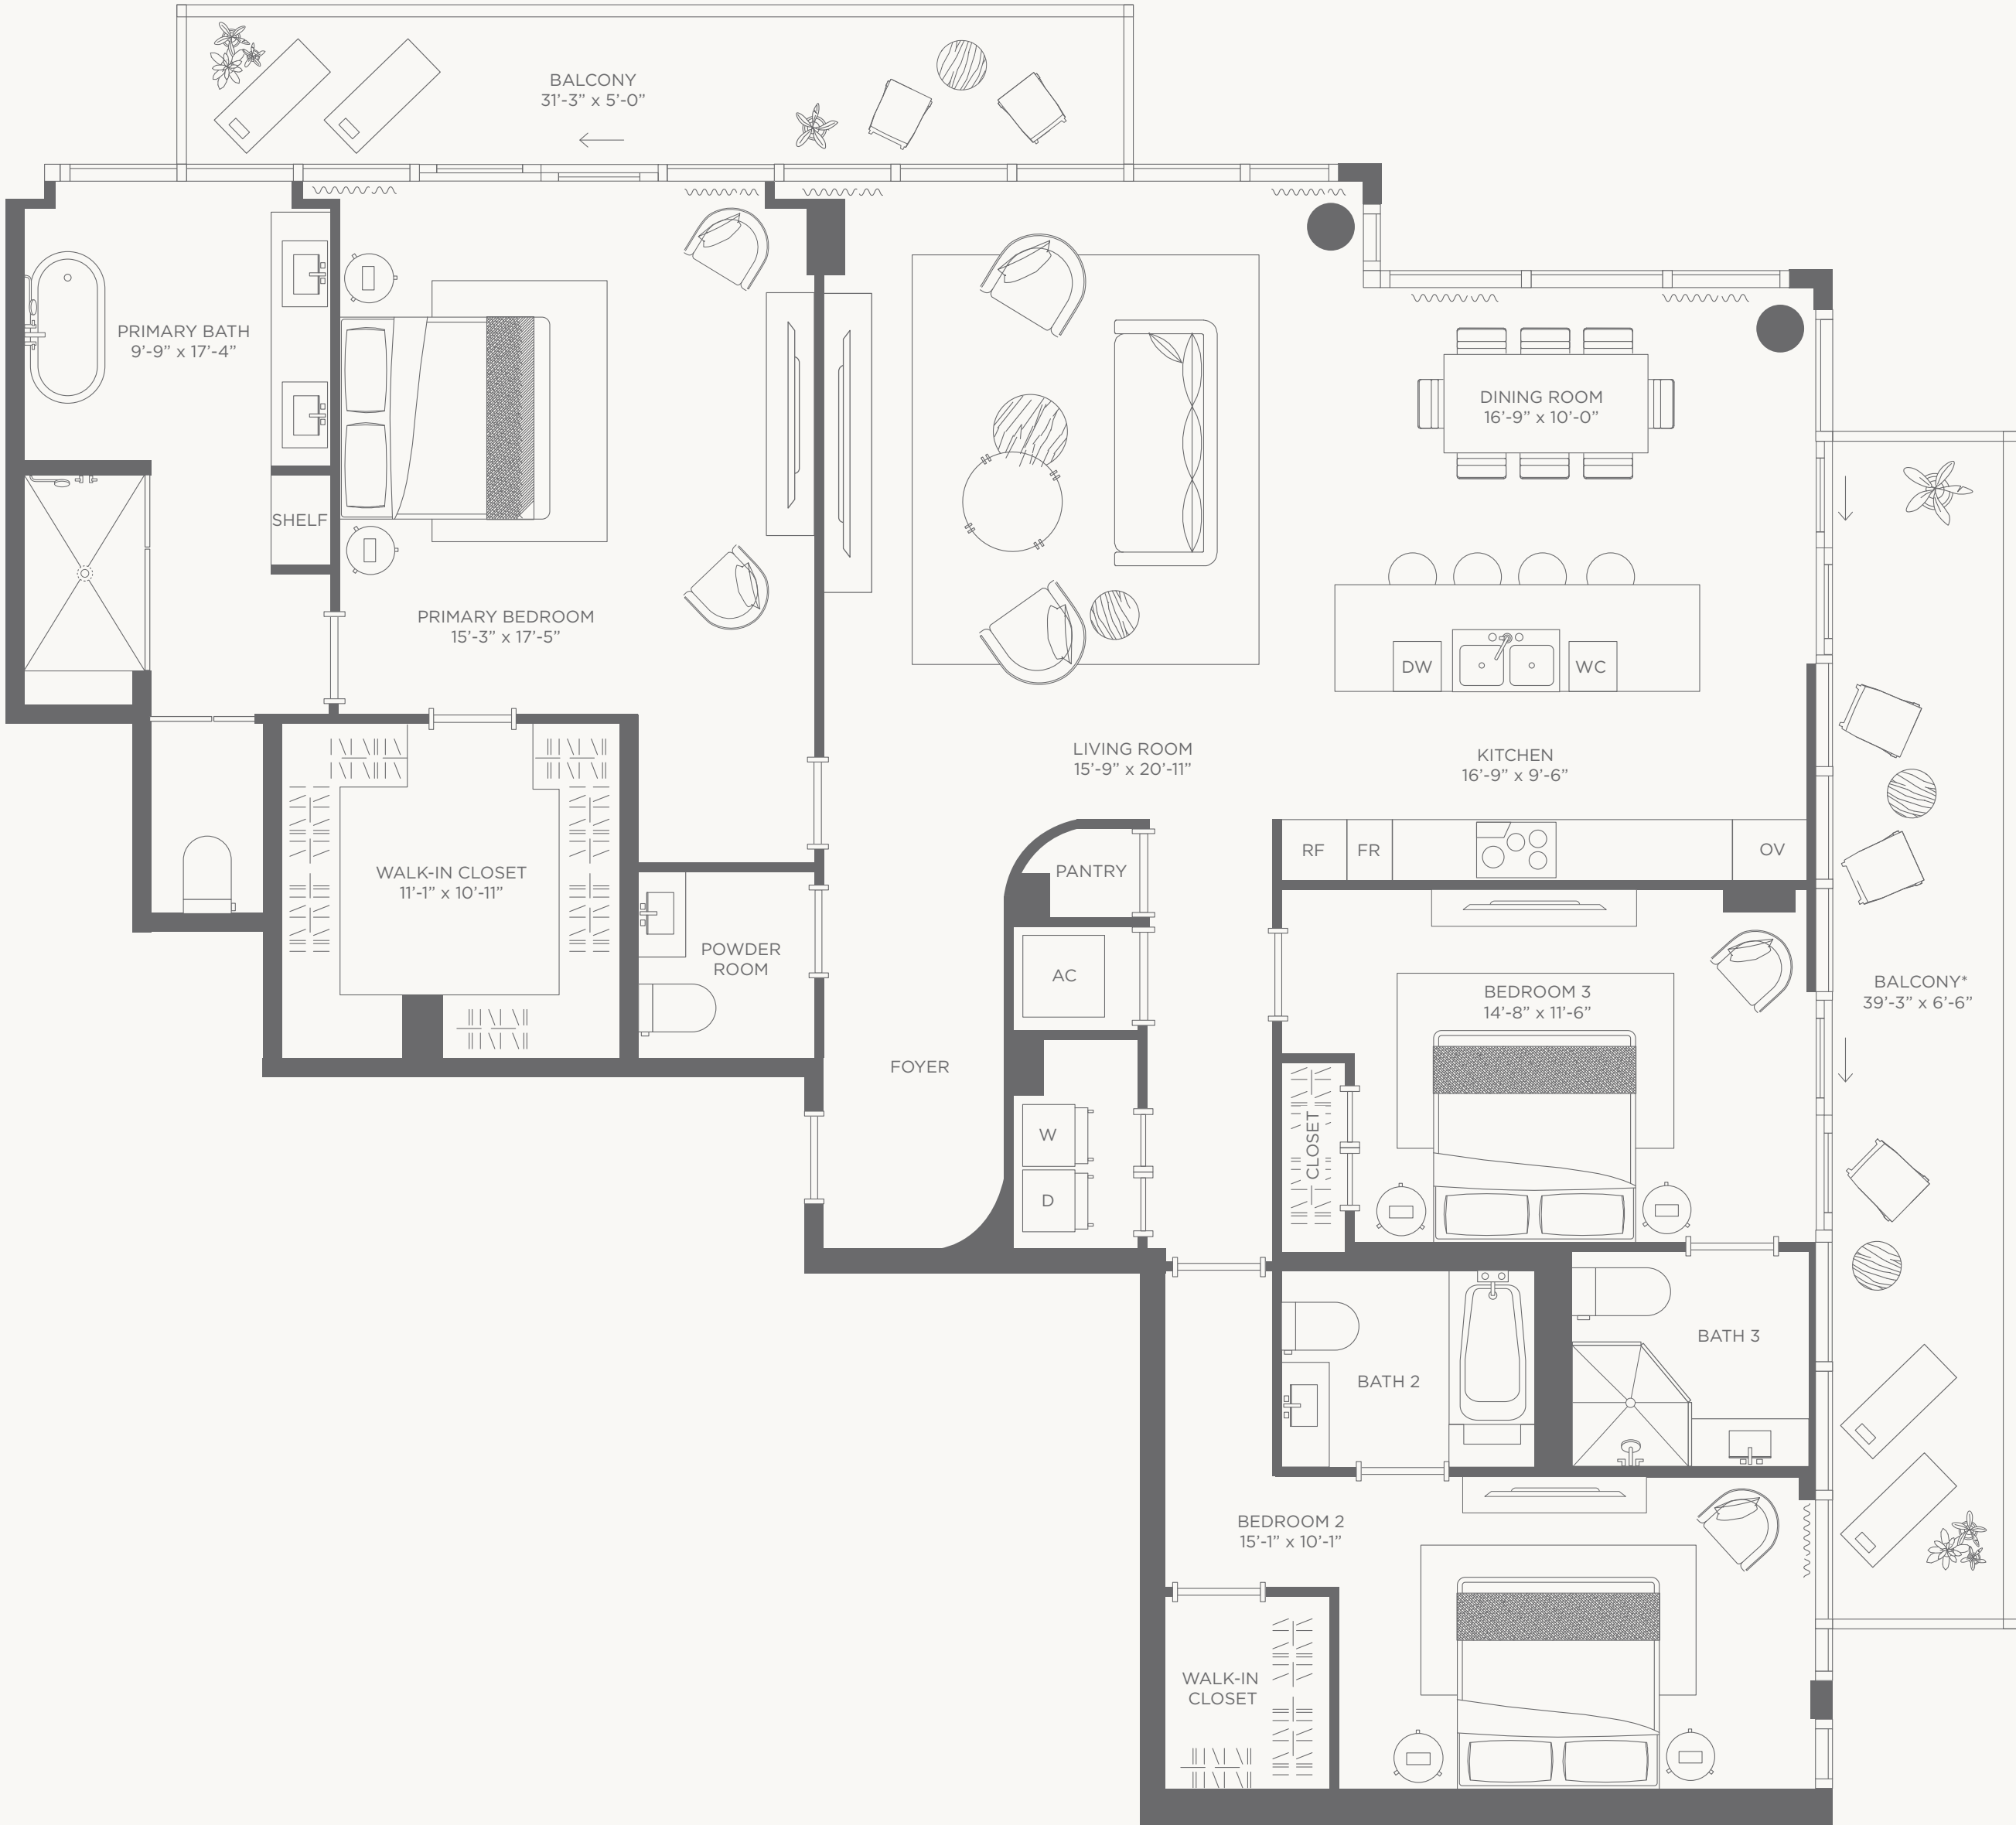 BALCONY
31’-3” x 5’-0”
PRIMARY BATH
9’-9” x 17’-4”
SHELF
PRIMARY BEDROOM
15’-3” x 17’-5”
DINING ROOM
16’-9” x 10’-0”
DW
WC
LIVING ROOM
15’-9” x 20’-11”
KITCHEN
16’-9” x 9’-6”
RF
FR
OV
WALK-IN CLOSET
11’-1” x 10’-11”
PANTRY
POWDER
ROOM
AC
BEDROOM 3
14’-8” x 11’-6”
BALCONY*
39’-3” x 6’-6”
FOYER
W
D
CLOSET
BATH 3
BATH 2
BEDROOM 2
15’-1” x 10’-1”
WALK-IN
CLOSET